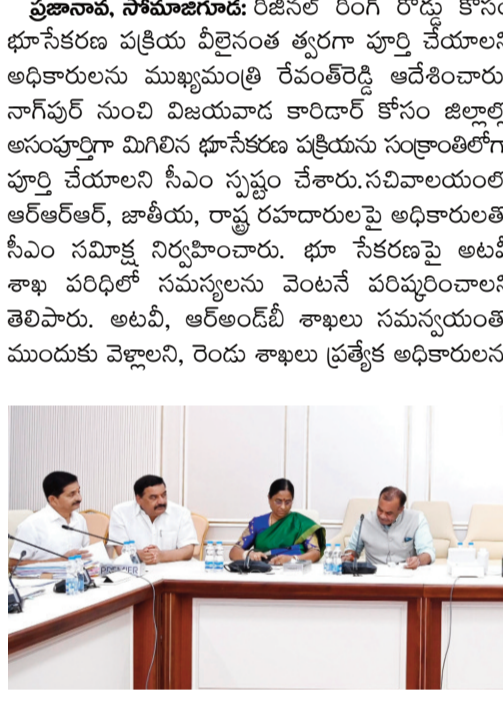 ప్రజానావ, సోమాజిగూడ: రీజినల్ రింగ్ రోడ్డు కోసం
భూసేకరణ ప్రక్రియ వీలైనంత త్వరగా పూర్తి చేయాలని
అధికారులను ముఖ్యమంత్రి రేవంత్‌రెడ్డి ఆదేశించారు
నాగ్‌పుర్ నుంచి విజయవాడ కారిడార్ కోసం జిల్లాల్లో
అసంపూర్తిగా మిగిలిన భూసేకరణ ప్రక్రియను సంక్రాంతిలోగా
పూర్తి చేయాలని సీఎం స్పష్టం చేశారు.సచివాలయంలో
ఆర్ఆర్ఆర్, జాతీయ, రాష్ట్ర రహదారులపై అధికారులతో
సీఎం సమీక్ష నిర్వహించారు. భూ సేకరణపై అటవీ
శాఖ పరిధిలో సమస్యలను వెంటనే పరిష్కరించాలని
తెలిపారు. అటవీ, ఆర్అండ్‌బీ శాఖలు సమన్వయంతో
ముందుకు వెళ్లాలని, రెండు శాఖలు ప్రత్యేక అధికారులన
PREMIER